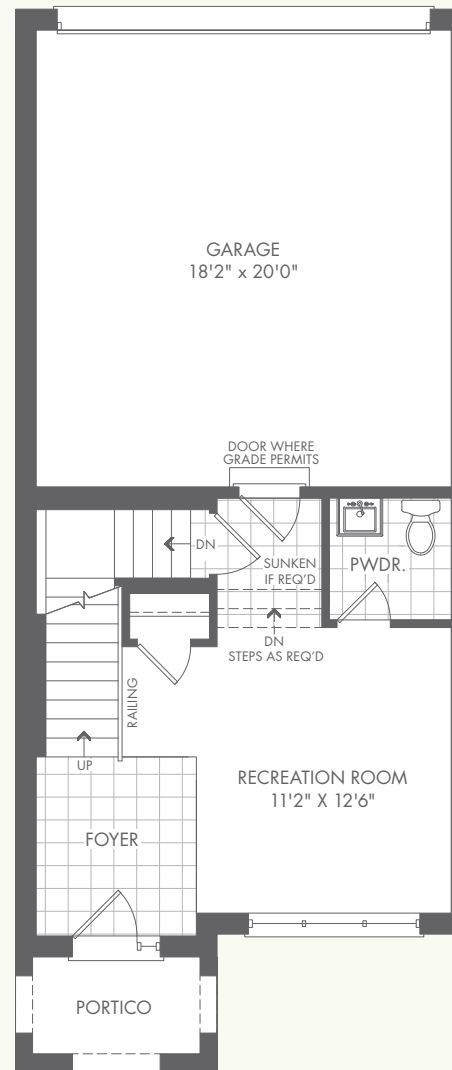 GARAGE
18'2" x 20'0"
DOOR WHERE
GRADE PERMITS
DN
SUNKEN
IF REQ'D
PWDR.
DN
STEPS AS REQ'D
RAILING
UP
RECREATION ROOM
11'2" X 12'6"
FOYER
PORTICO